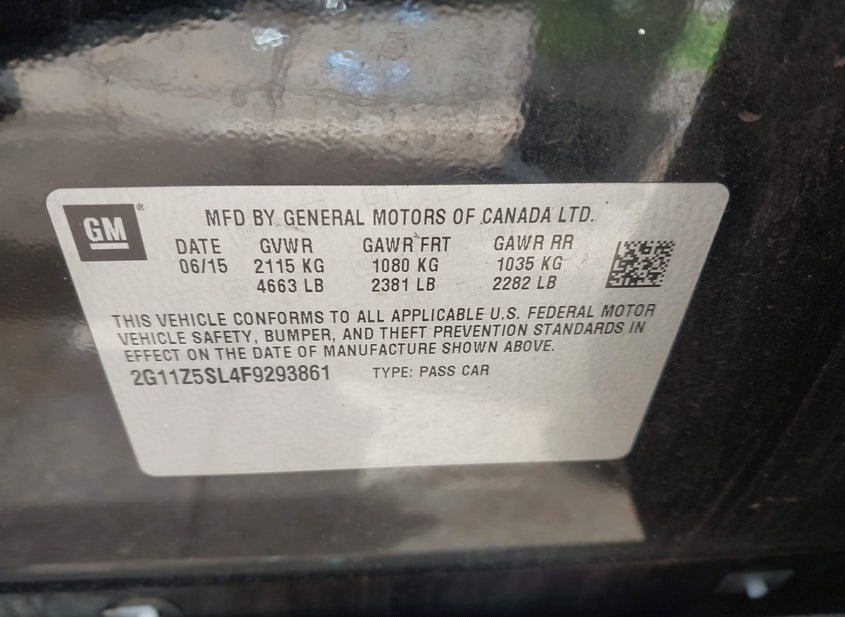 GM
MFD BY GENERAL MOTORS OF CANADA LTD.
DATE GVWR GAWR FRT GAWR RR
06/15 2115 KG 1080 KG 1035 KG
4663 LB 2381 LB 2282 LB
THIS VEHICLE CONFORMS TO ALL APPLICABLE U.S. FEDERAL MOTOR
VEHICLE SAFETY, BUMPER, AND THEFT PREVENTION STANDARDS IN
EFFECT ON THE DATE OF MANUFACTURE SHOWN ABOVE.
2G11Z5SL4F9293861 TYPE: PASS CAR